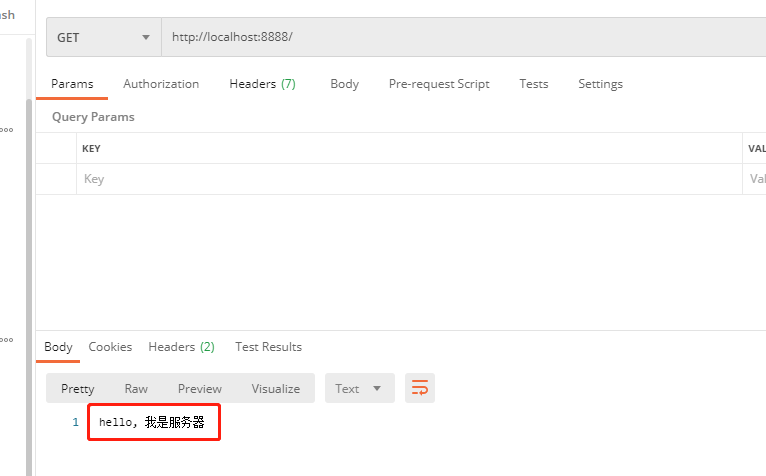 sh
GET http://localhost:8888/
Params Authorization Headers (7) Body Pre-request Script Tests Settings
Query Params
KEY VAL
Key Val
Body Cookies Headers (2) Test Results
Pretty Raw Preview Visualize Text
1 hello, 我是服务器